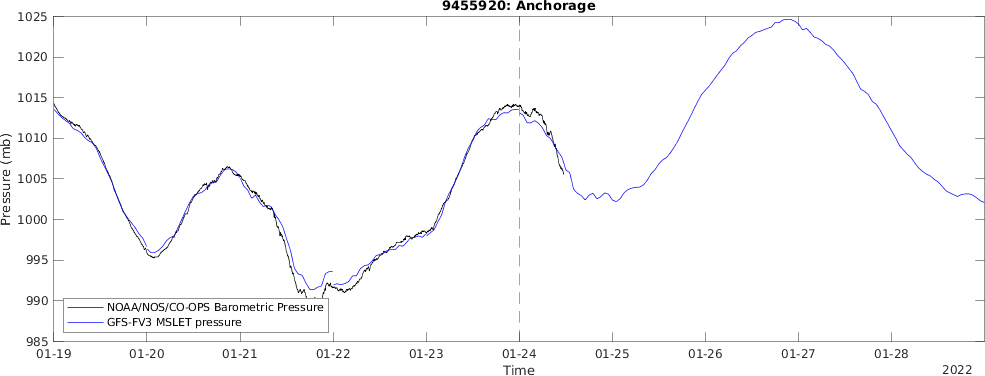 9455920: Anchorage
Pressure (mb)
1025
1020
1015
1010
1005
1000
995
990
985
NOAA/NOS/CO-OPS Barometric Pressure
GFS-FV3 MSLET pressure
01-19 01-20 01-21 01-22 01-23 01-24 01-25 01-26 01-27 01-28
Time
2022